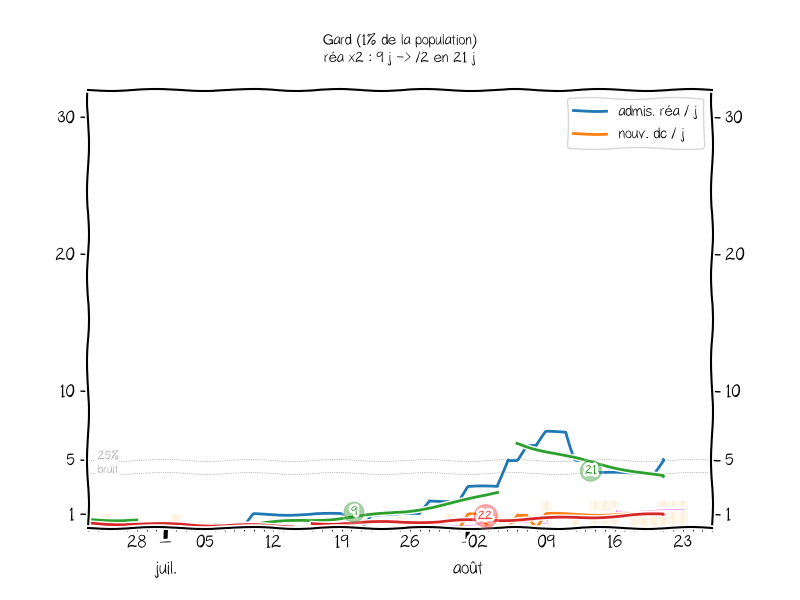 Gard (1% de la population)
réa x2 : 9 j -> /2 en 21 j
admis. réa / j
nouv. dc / j
30
30
20
20
10
10
25%
5
5
bruit
21
9
22
1
1
28 05 12 19 26 02 09 16 23
juil. août